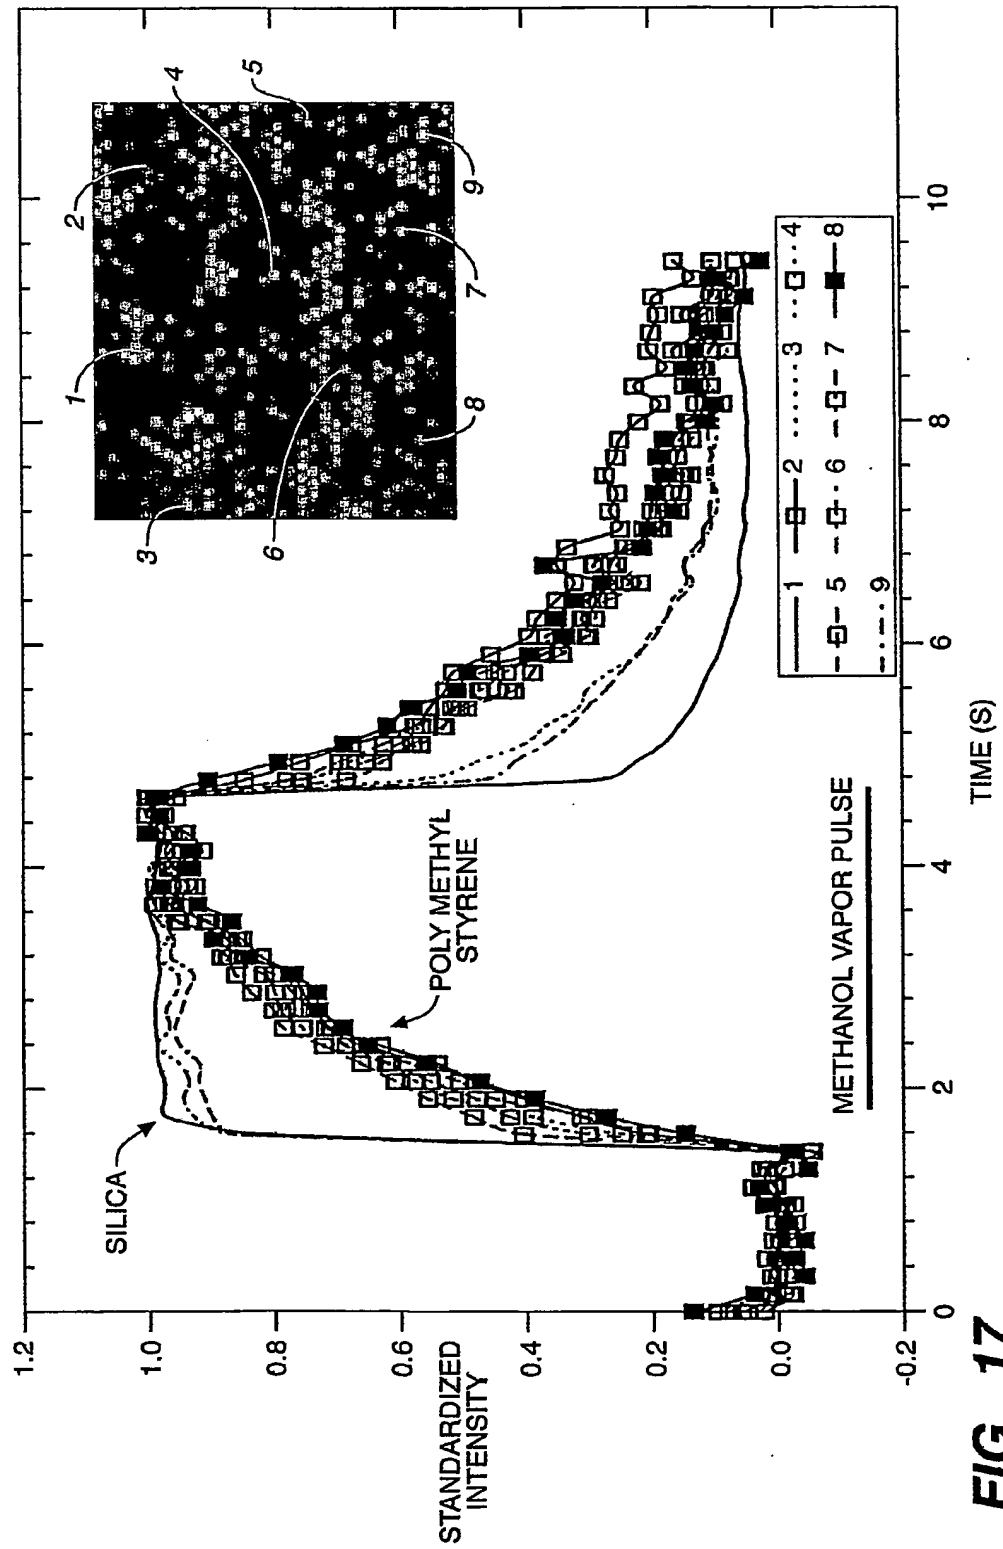 1.2
1.0
0.8
0.6
0.4
0.2
0.0
-0.2
STANDARDIZED
INTENSITY
0
2
4
6
8
10
TIME (S)
SILICA
POLY METHYL
STYRENE
METHANOL VAPOR PULSE
1
2
3
4
5
6
7
8
9
1 2 3 4
5 6 7 8
9
FIG. 17